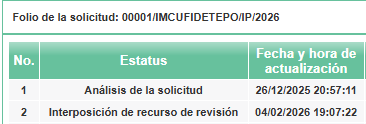 Folio de la solicitud: 00001/IMCUFIDETEPO/IP/2026
No. Estatus Fecha y hora de actualización
1 Análisis de la solicitud 26/12/2025 20:57:11
2 Interposición de recurso de revisión 04/02/2026 19:07:22